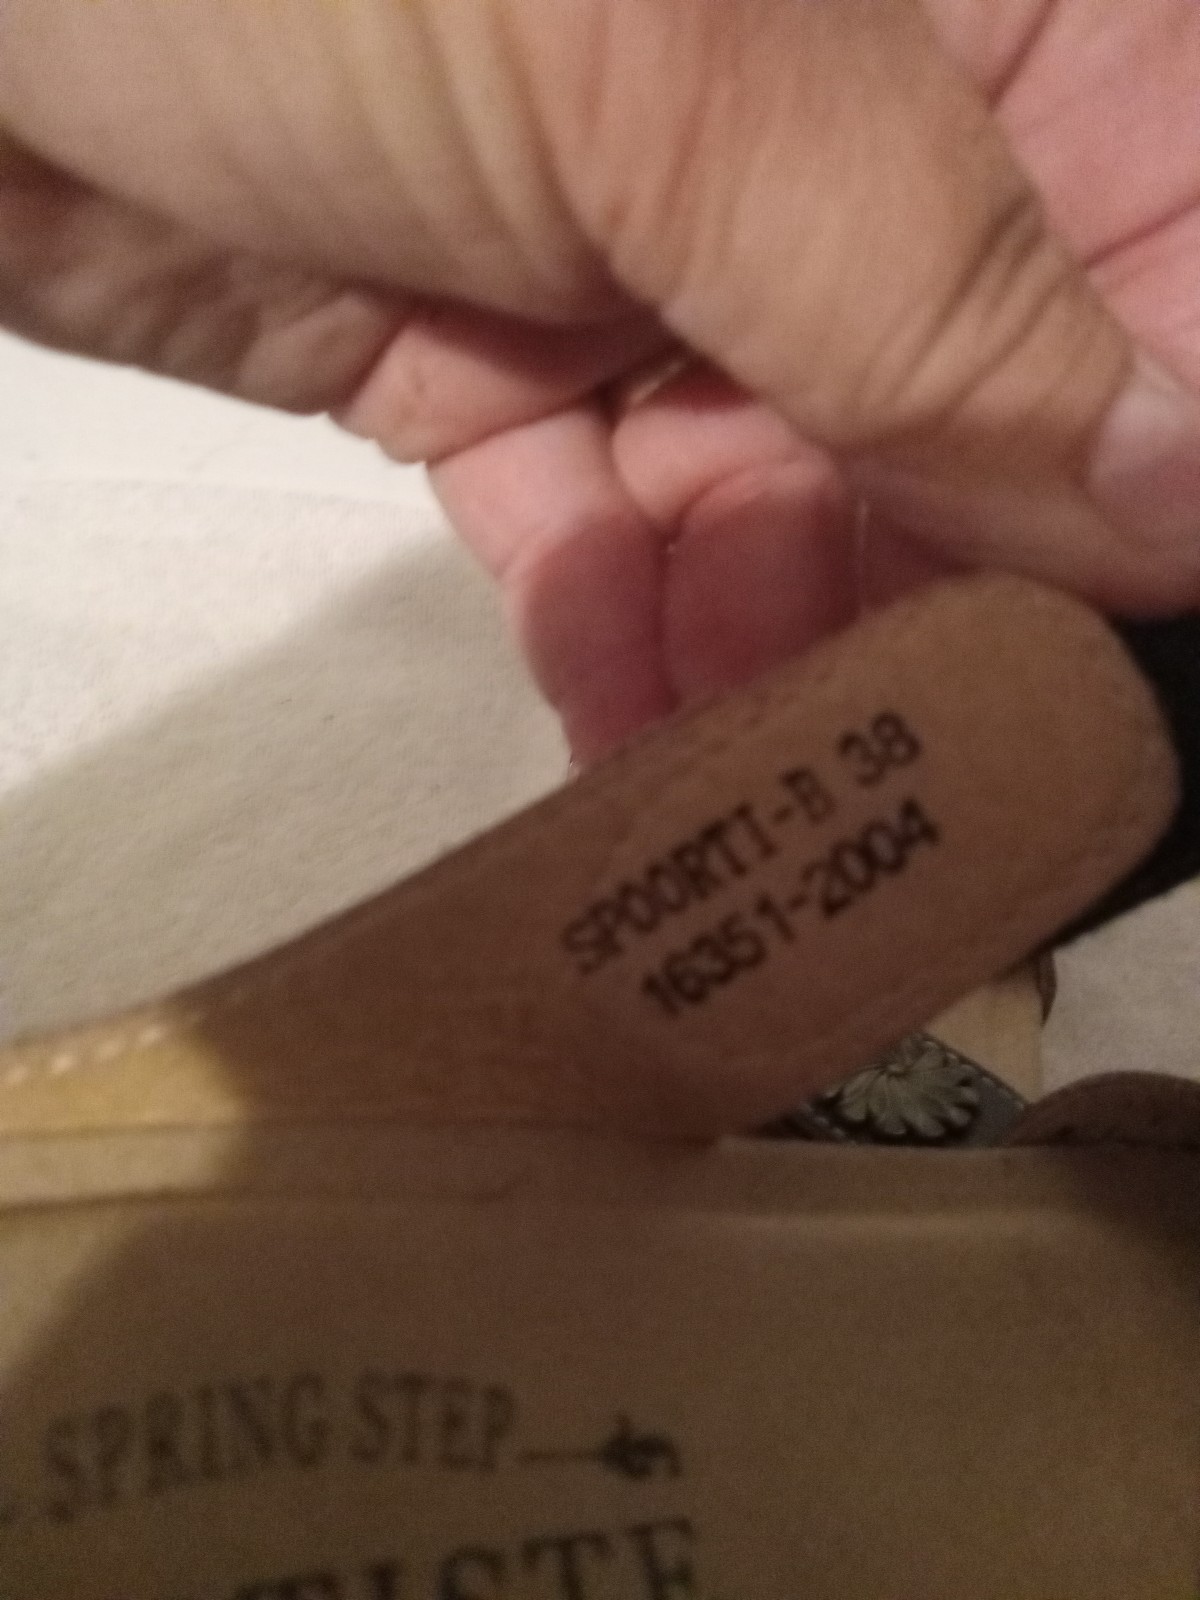 SPOORTI-B 38
16351-2004
SPRING STEP